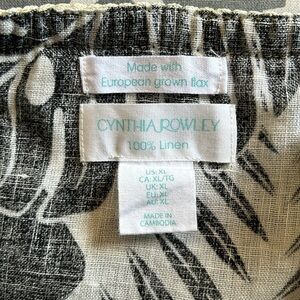 Made with
European grown flax
CYNTHIA ROWLEY
100% Linen
US: XL
CA: XL/TG
UK: XL
EU: XL
AU: XL
MADE IN
CAMBODIA